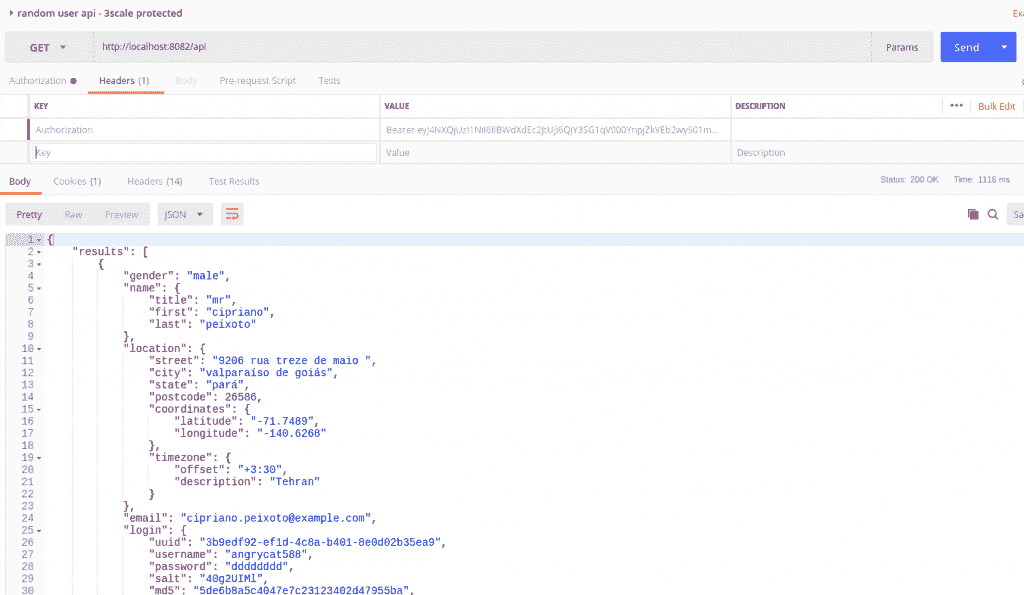 random user api - 3scale protected
GET http://localhost:8082/api Params Send
Authorization Headers (1) Body Pre-request Script Tests
KEY VALUE DESCRIPTION ••• Bulk Edit
Authorization Bearer
Key Value Description
Body Cookies (1) Headers (14) Test Results Status: 200 OK Time: 1116 ms
Pretty Raw Preview JSON
1 {
2 "results": [
3 {
4 "gender": "male",
5 "name": {
6 "title": "mr",
7 "first": "cipriano",
8 "last": "peixoto"
9 },
10 "location": {
11 "street": "9206 rua treze de maio ",
12 "city": "valparaíso de goiás",
13 "state": "pará",
14 "postcode": 26586,
15 "coordinates": {
16 "latitude": "-71.7489",
17 "longitude": "-140.6268"
18 },
19 "timezone": {
20 "offset": "+3:30",
21 "description": "Tehran"
22 }
23 },
24 "email": "cipriano.peixoto@example.com",
25 "login": {
26 "uuid": "3b9edf92-ef1d-4c8a-b401-8e0d02b35ea9",
27 "username": "angrycat588",
28 "password": "dddddddd",
29 "salt": "40g2UIMl",
30 "md5": "5de6b8a5c4047e7c23123402d47955ba",